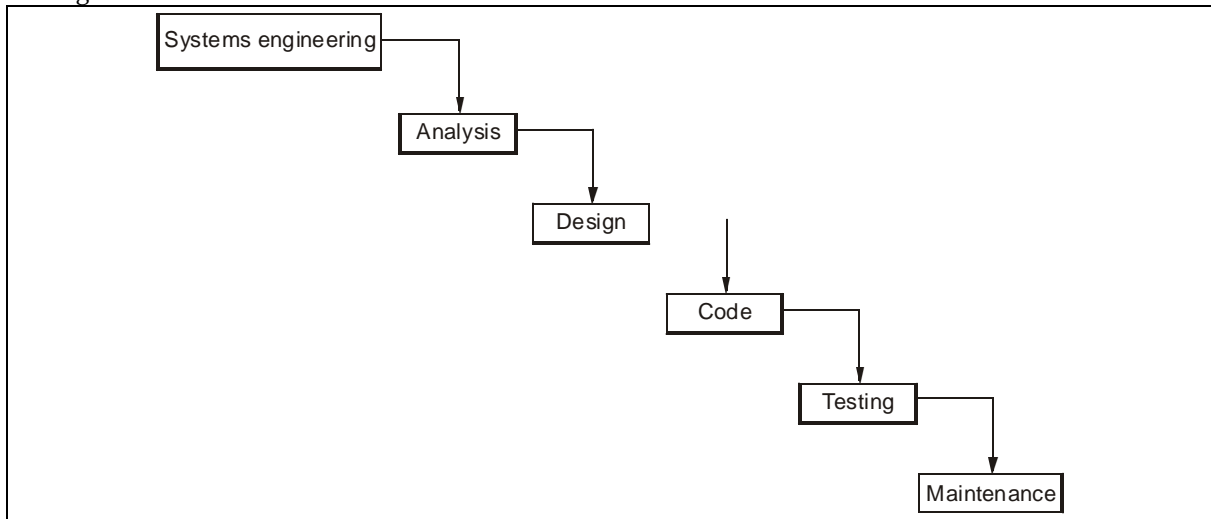 Systems engineering
Analysis
Design
Code
Testing
Maintenance